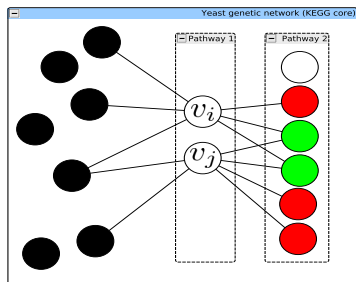 Yeast genetic network (KEGG core)
Pathway 1
Pathway 2
v_i
v_j